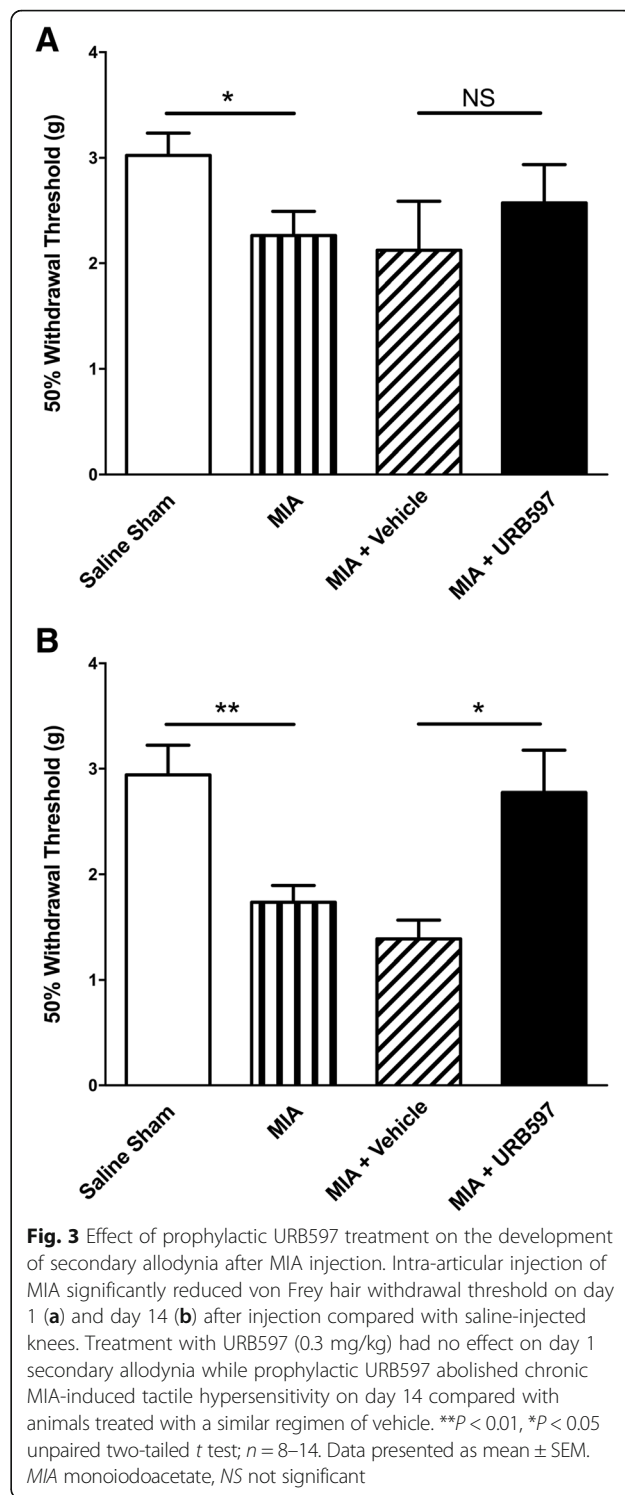 A
4
3
2
1
0
50% Withdrawal Threshold (g)
*
NS
Saline Sham
MIA
MIA + Vehicle
MIA + URB597
B
4
3
2
1
0
50% Withdrawal Threshold (g)
**
*
Saline Sham
MIA
MIA + Vehicle
MIA + URB597
Fig. 3 Effect of prophylactic URB597 treatment on the development
of secondary allodynia after MIA injection. Intra-articular injection of
MIA significantly reduced von Frey hair withdrawal threshold on day
1 (a) and day 14 (b) after injection compared with saline-injected
knees. Treatment with URB597 (0.3 mg/kg) had no effect on day 1
secondary allodynia while prophylactic URB597 abolished chronic
MIA-induced tactile hypersensitivity on day 14 compared with
animals treated with a similar regimen of vehicle. **P < 0.01, *P < 0.05
unpaired two-tailed t test; n = 8–14. Data presented as mean ± SEM.
MIA monoiodoacetate, NS not significant